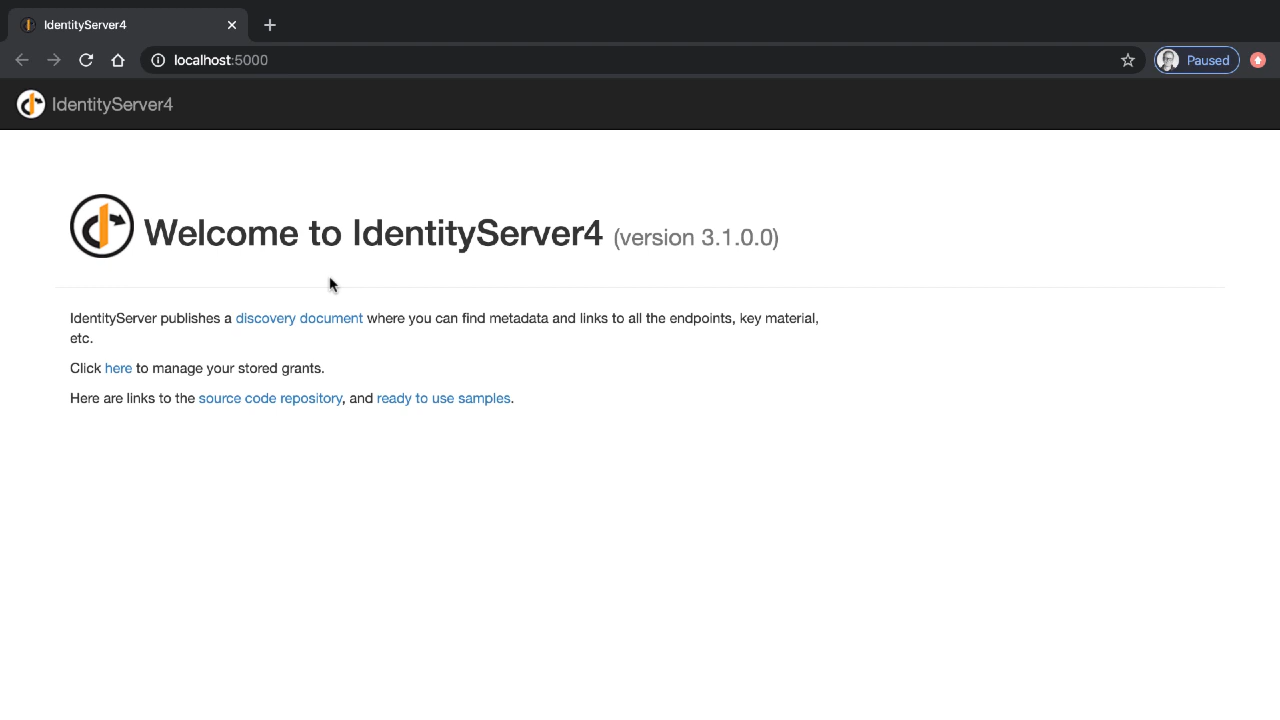 IdentityServer4
localhost:5000
Paused
IdentityServer4
Welcome to IdentityServer4 (version 3.1.0.0)
IdentityServer publishes a discovery document where you can find metadata and links to all the endpoints, key material,
etc.
Click here to manage your stored grants.
Here are links to the source code repository, and ready to use samples.